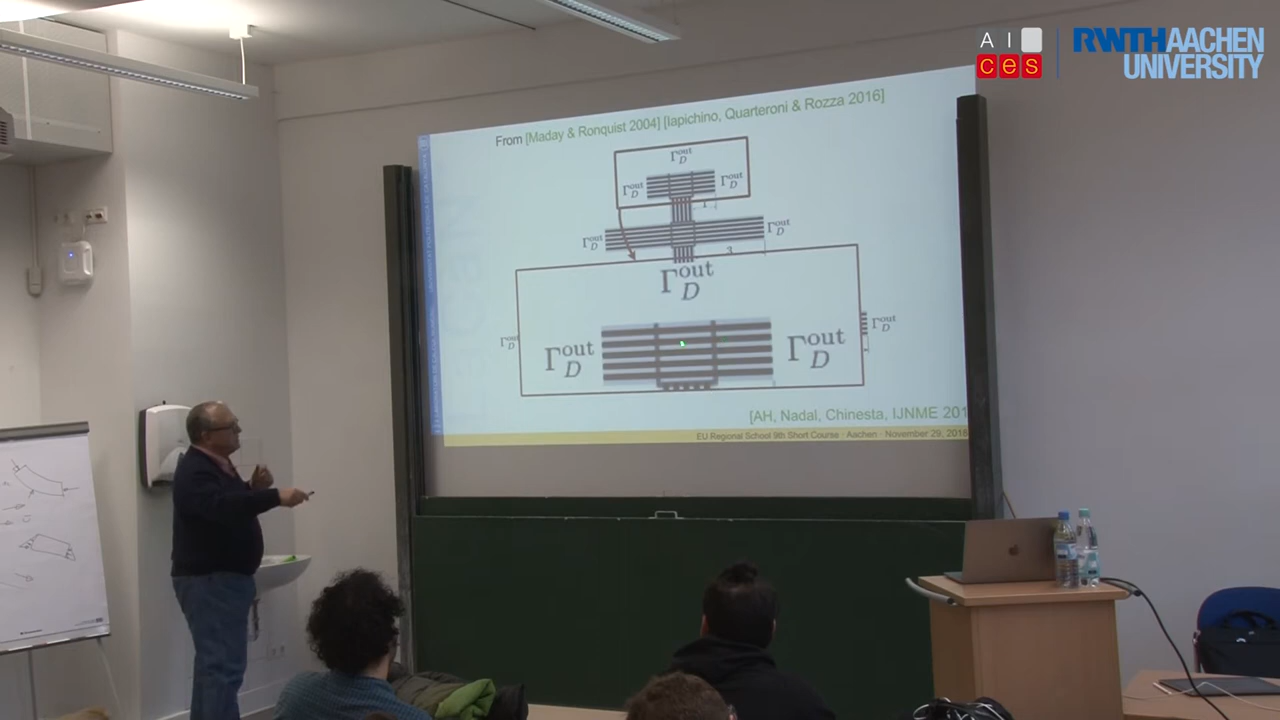 AI
ces
RWTH AACHEN
UNIVERSITY
From [Maday & Ronquist 2004] [Iapichino, Quarteroni & Rozza 2016]
Γ_D^out
Γ_D^out
Γ_D^out
Γ_D^out
Γ_D^out
3
Γ_D^out
Γ_D^out
Γ_D^out
Γ_D^out
Γ_D^out
[AH, Nadal, Chinesta, IJNME 201
EU Regional School 9th Short Course · Aachen · November 29, 2018